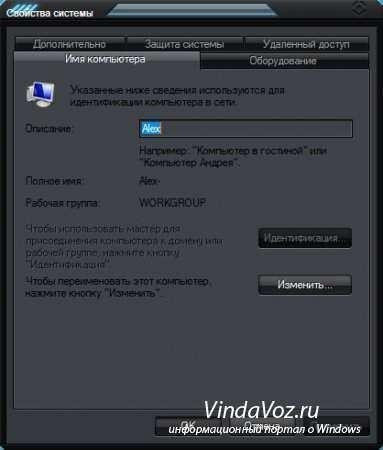 Свойства системы
Дополнительно
Защита системы
Удаленный доступ
Имя компьютера
Оборудование
Указанные ниже сведения используются для
идентификации компьютера в сети.
Описание:
Alex
Например: "Компьютер в гостиной" или
"Компьютер Андрея".
Полное имя:
Alex-
Рабочая группа:
WORKGROUP
Чтобы использовать мастер для
присоединения компьютера к домену или
рабочей группе, нажмите кнопку
"Идентификация".
Идентификация...
Чтобы переименовать этот компьютер,
нажмите кнопку "Изменить".
Изменить...
VindaVoz.ru
OK
Отмена
информационный портал о Windows